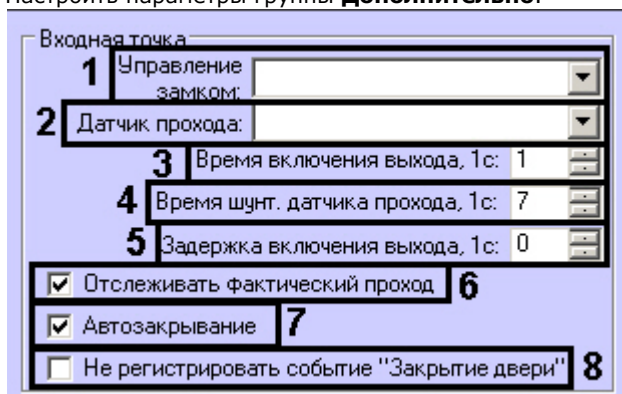 Настроить параметры группы Дополнительно:
Входная точка
1 Управление замком:
2 Датчик прохода:
3 Время включения выхода, 1с: 1
4 Время шунт. датчика прохода, 1с: 7
5 Задержка включения выхода, 1с: 0
Отслеживать фактический проход 6
Автозакрывание 7
Не регистрировать событие "Закрытие двери" 8